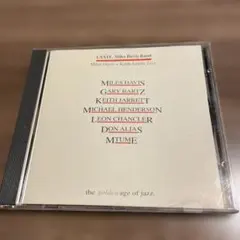 MILES DAVIS
GARY BARTZ
KEITH JARRETT
MICHAEL HENDERSON
LEON CHANCLER
DON ALIAS
MTUME
the golden age of jazz